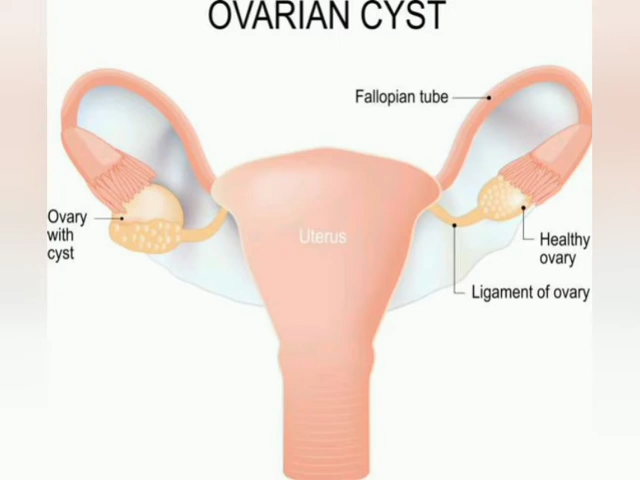 OVARIAN CYST
Fallopian tube
Ovary
with
cyst
Uterus
Healthy
ovary
Ligament of ovary